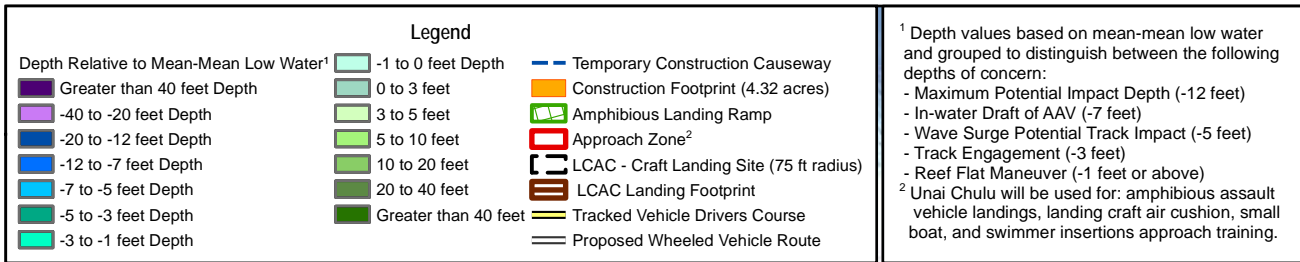 Legend
Depth Relative to Mean-Mean Low Water¹
Greater than 40 feet Depth
-40 to -20 feet Depth
-20 to -12 feet Depth
-12 to -7 feet Depth
-7 to -5 feet Depth
-5 to -3 feet Depth
-3 to -1 feet Depth
-1 to 0 feet Depth
0 to 3 feet
3 to 5 feet
5 to 10 feet
10 to 20 feet
20 to 40 feet
Greater than 40 feet
Temporary Construction Causeway
Construction Footprint (4.32 acres)
Amphibious Landing Ramp
Approach Zone²
LCAC - Craft Landing Site (75 ft radius)
LCAC Landing Footprint
Tracked Vehicle Drivers Course
Proposed Wheeled Vehicle Route
¹ Depth values based on mean-mean low water
and grouped to distinguish between the following
depths of concern:
- Maximum Potential Impact Depth (-12 feet)
- In-water Draft of AAV (-7 feet)
- Wave Surge Potential Track Impact (-5 feet)
- Track Engagement (-3 feet)
- Reef Flat Maneuver (-1 feet or above)
² Unai Chulu will be used for: amphibious assault
vehicle landings, landing craft air cushion, small
boat, and swimmer insertions approach training.